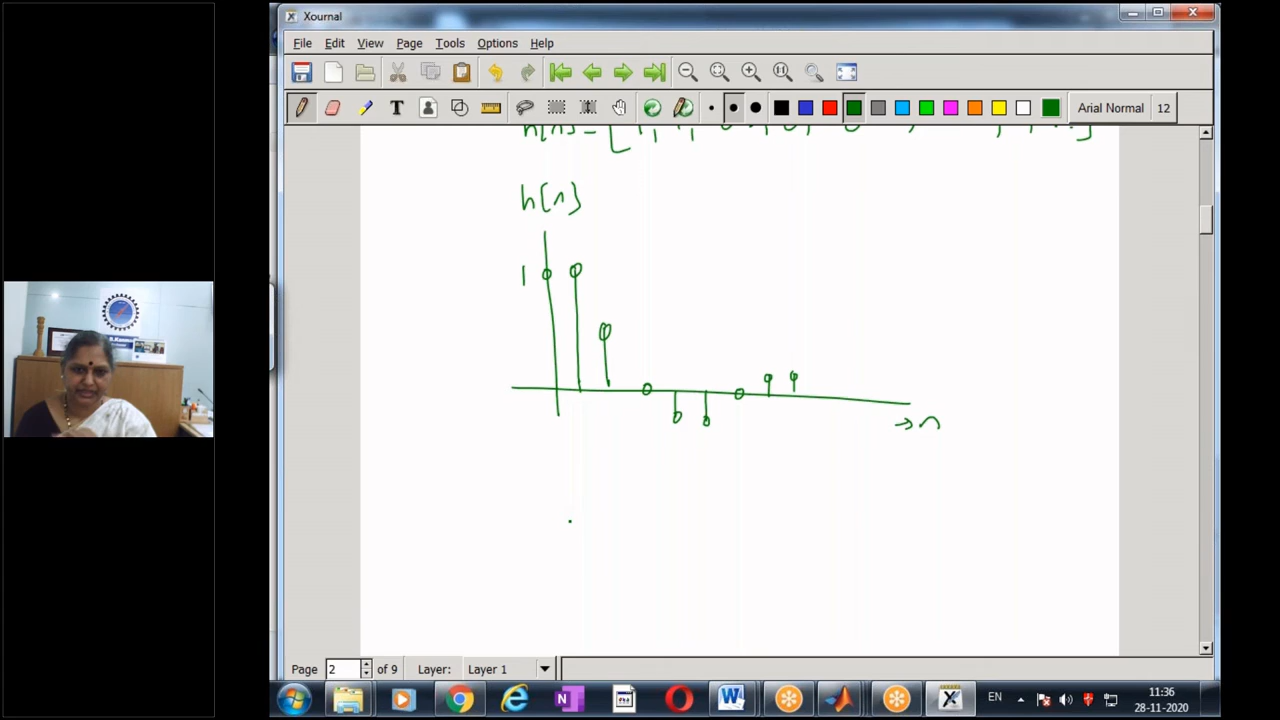 Xournal
File Edit View Page Tools Options Help
Arial Normal 12
h[n]
1
→ n
Page 2 of 9 Layer: Layer 1
EN
11:36
28-11-2020